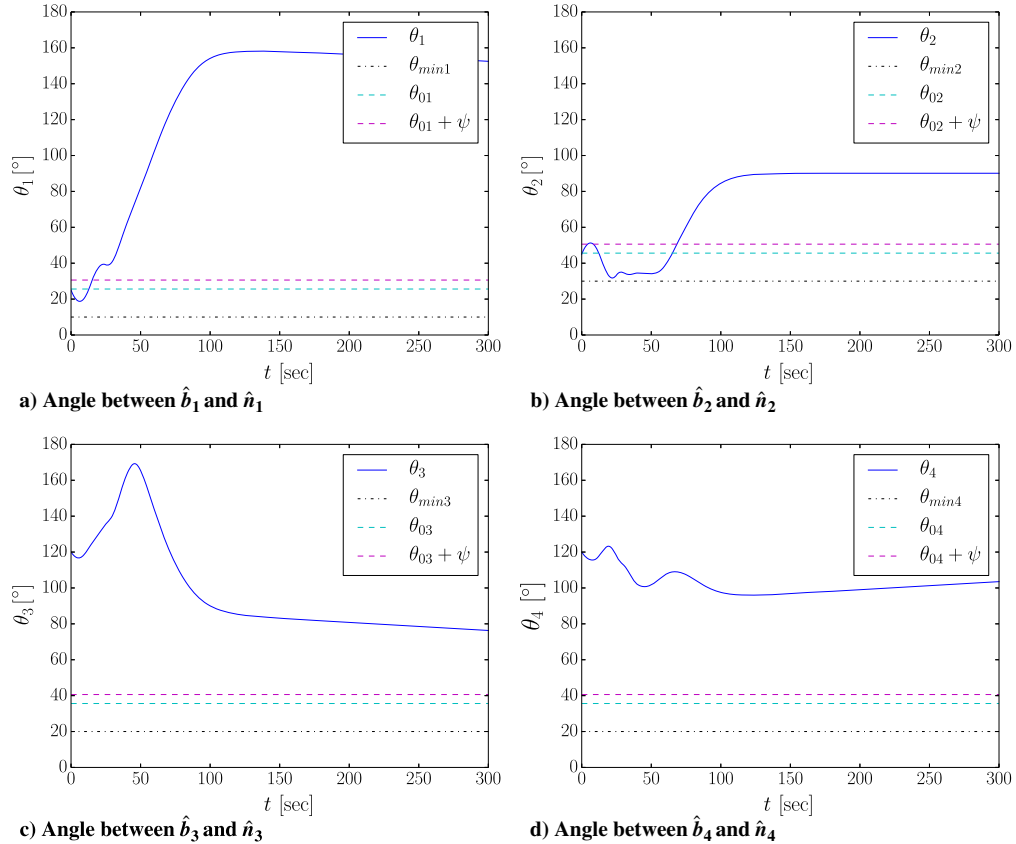 180
160
140
120
100
80
60
40
20
0
θ₁ [°]
θ₁
θ_min1
θ₀₁
θ₀₁ + ψ
0 50 100 150 200 250 300
t [sec]
a) Angle between b̂₁ and n̂₁
180
160
140
120
100
80
60
40
20
0
θ₂ [°]
θ₂
θ_min2
θ₀₂
θ₀₂ + ψ
0 50 100 150 200 250 300
t [sec]
b) Angle between b̂₂ and n̂₂
180
160
140
120
100
80
60
40
20
0
θ₃ [°]
θ₃
θ_min3
θ₀₃
θ₀₃ + ψ
0 50 100 150 200 250 300
t [sec]
c) Angle between b̂₃ and n̂₃
180
160
140
120
100
80
60
40
20
0
θ₄ [°]
θ₄
θ_min4
θ₀₄
θ₀₄ + ψ
0 50 100 150 200 250 300
t [sec]
d) Angle between b̂₄ and n̂₄